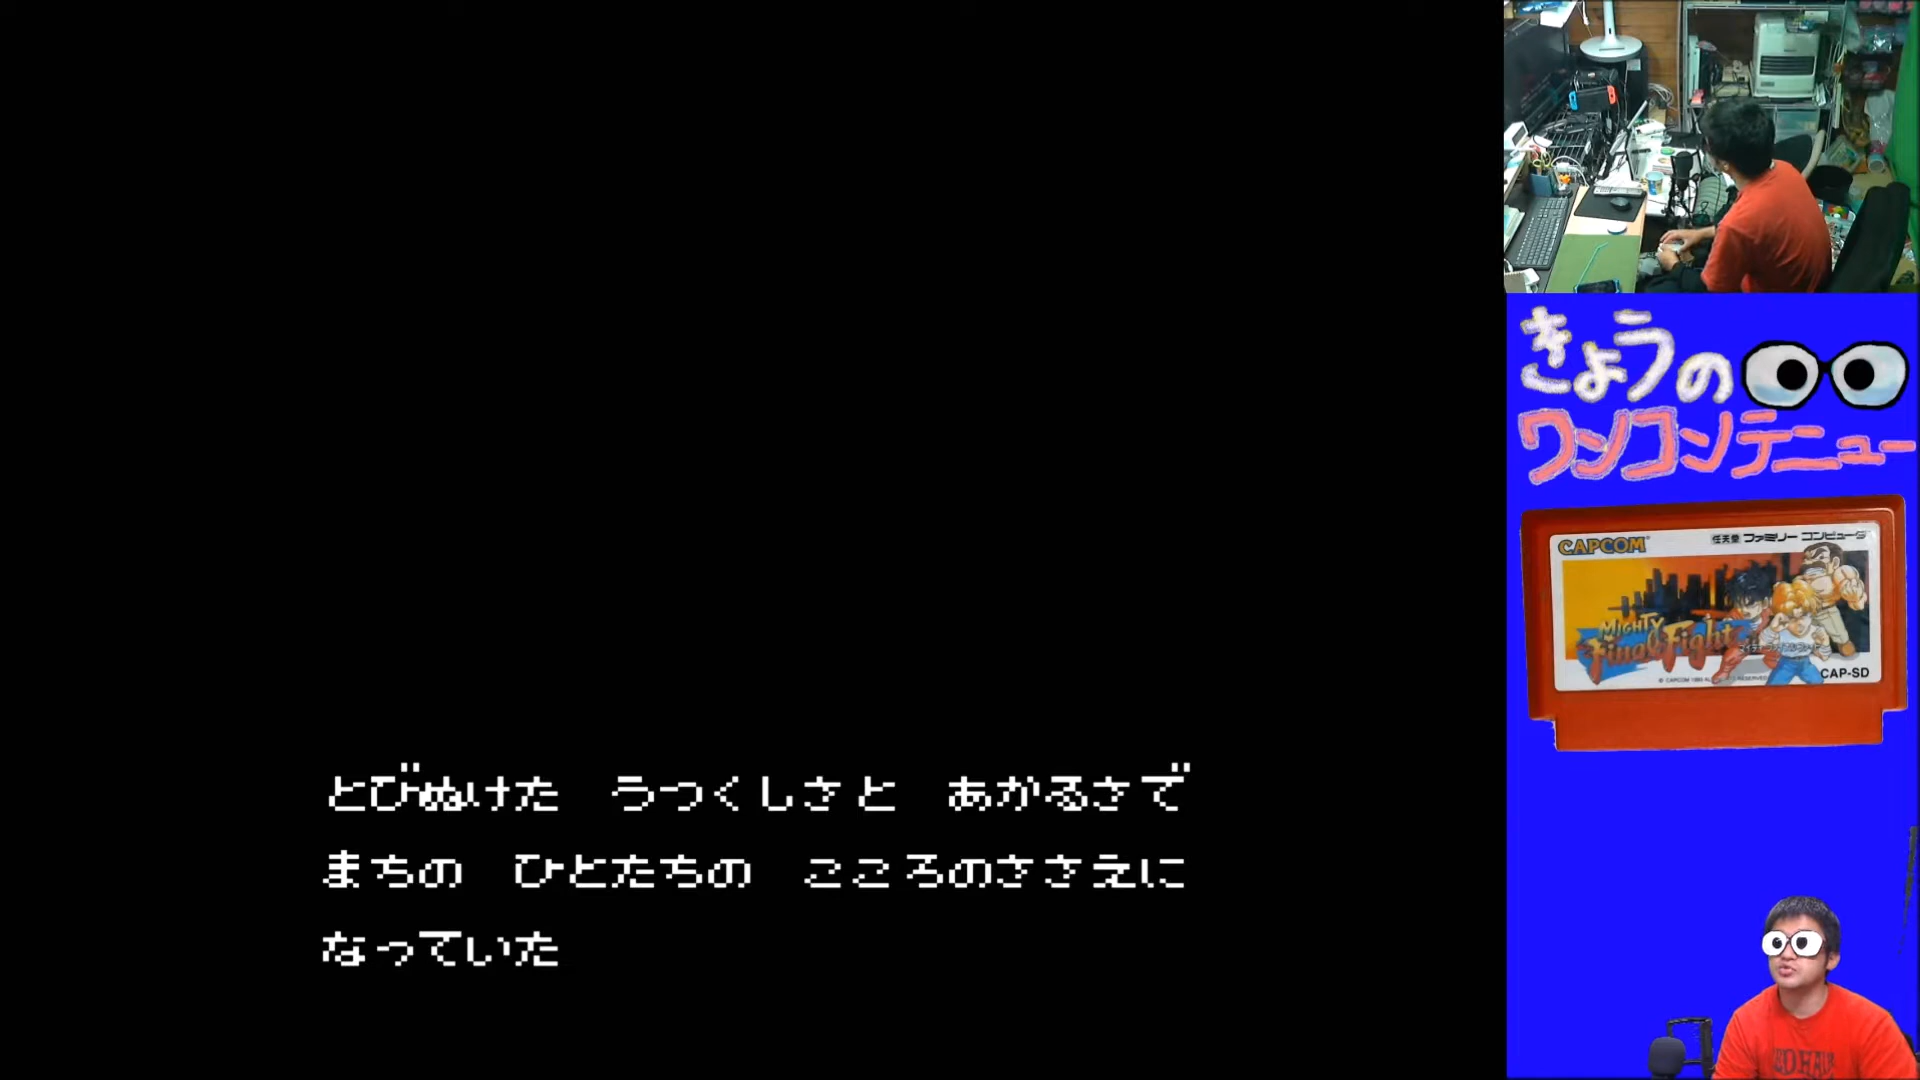 とびぬけた うつくしさと あかるさで
まちの ひとたちの こころのささえに
なっていた
きょうの
ワンコンテニュー
CAPCOM
任天堂 ファミリー コンピュータ
MIGHTY
Final Fight
CAP-SD